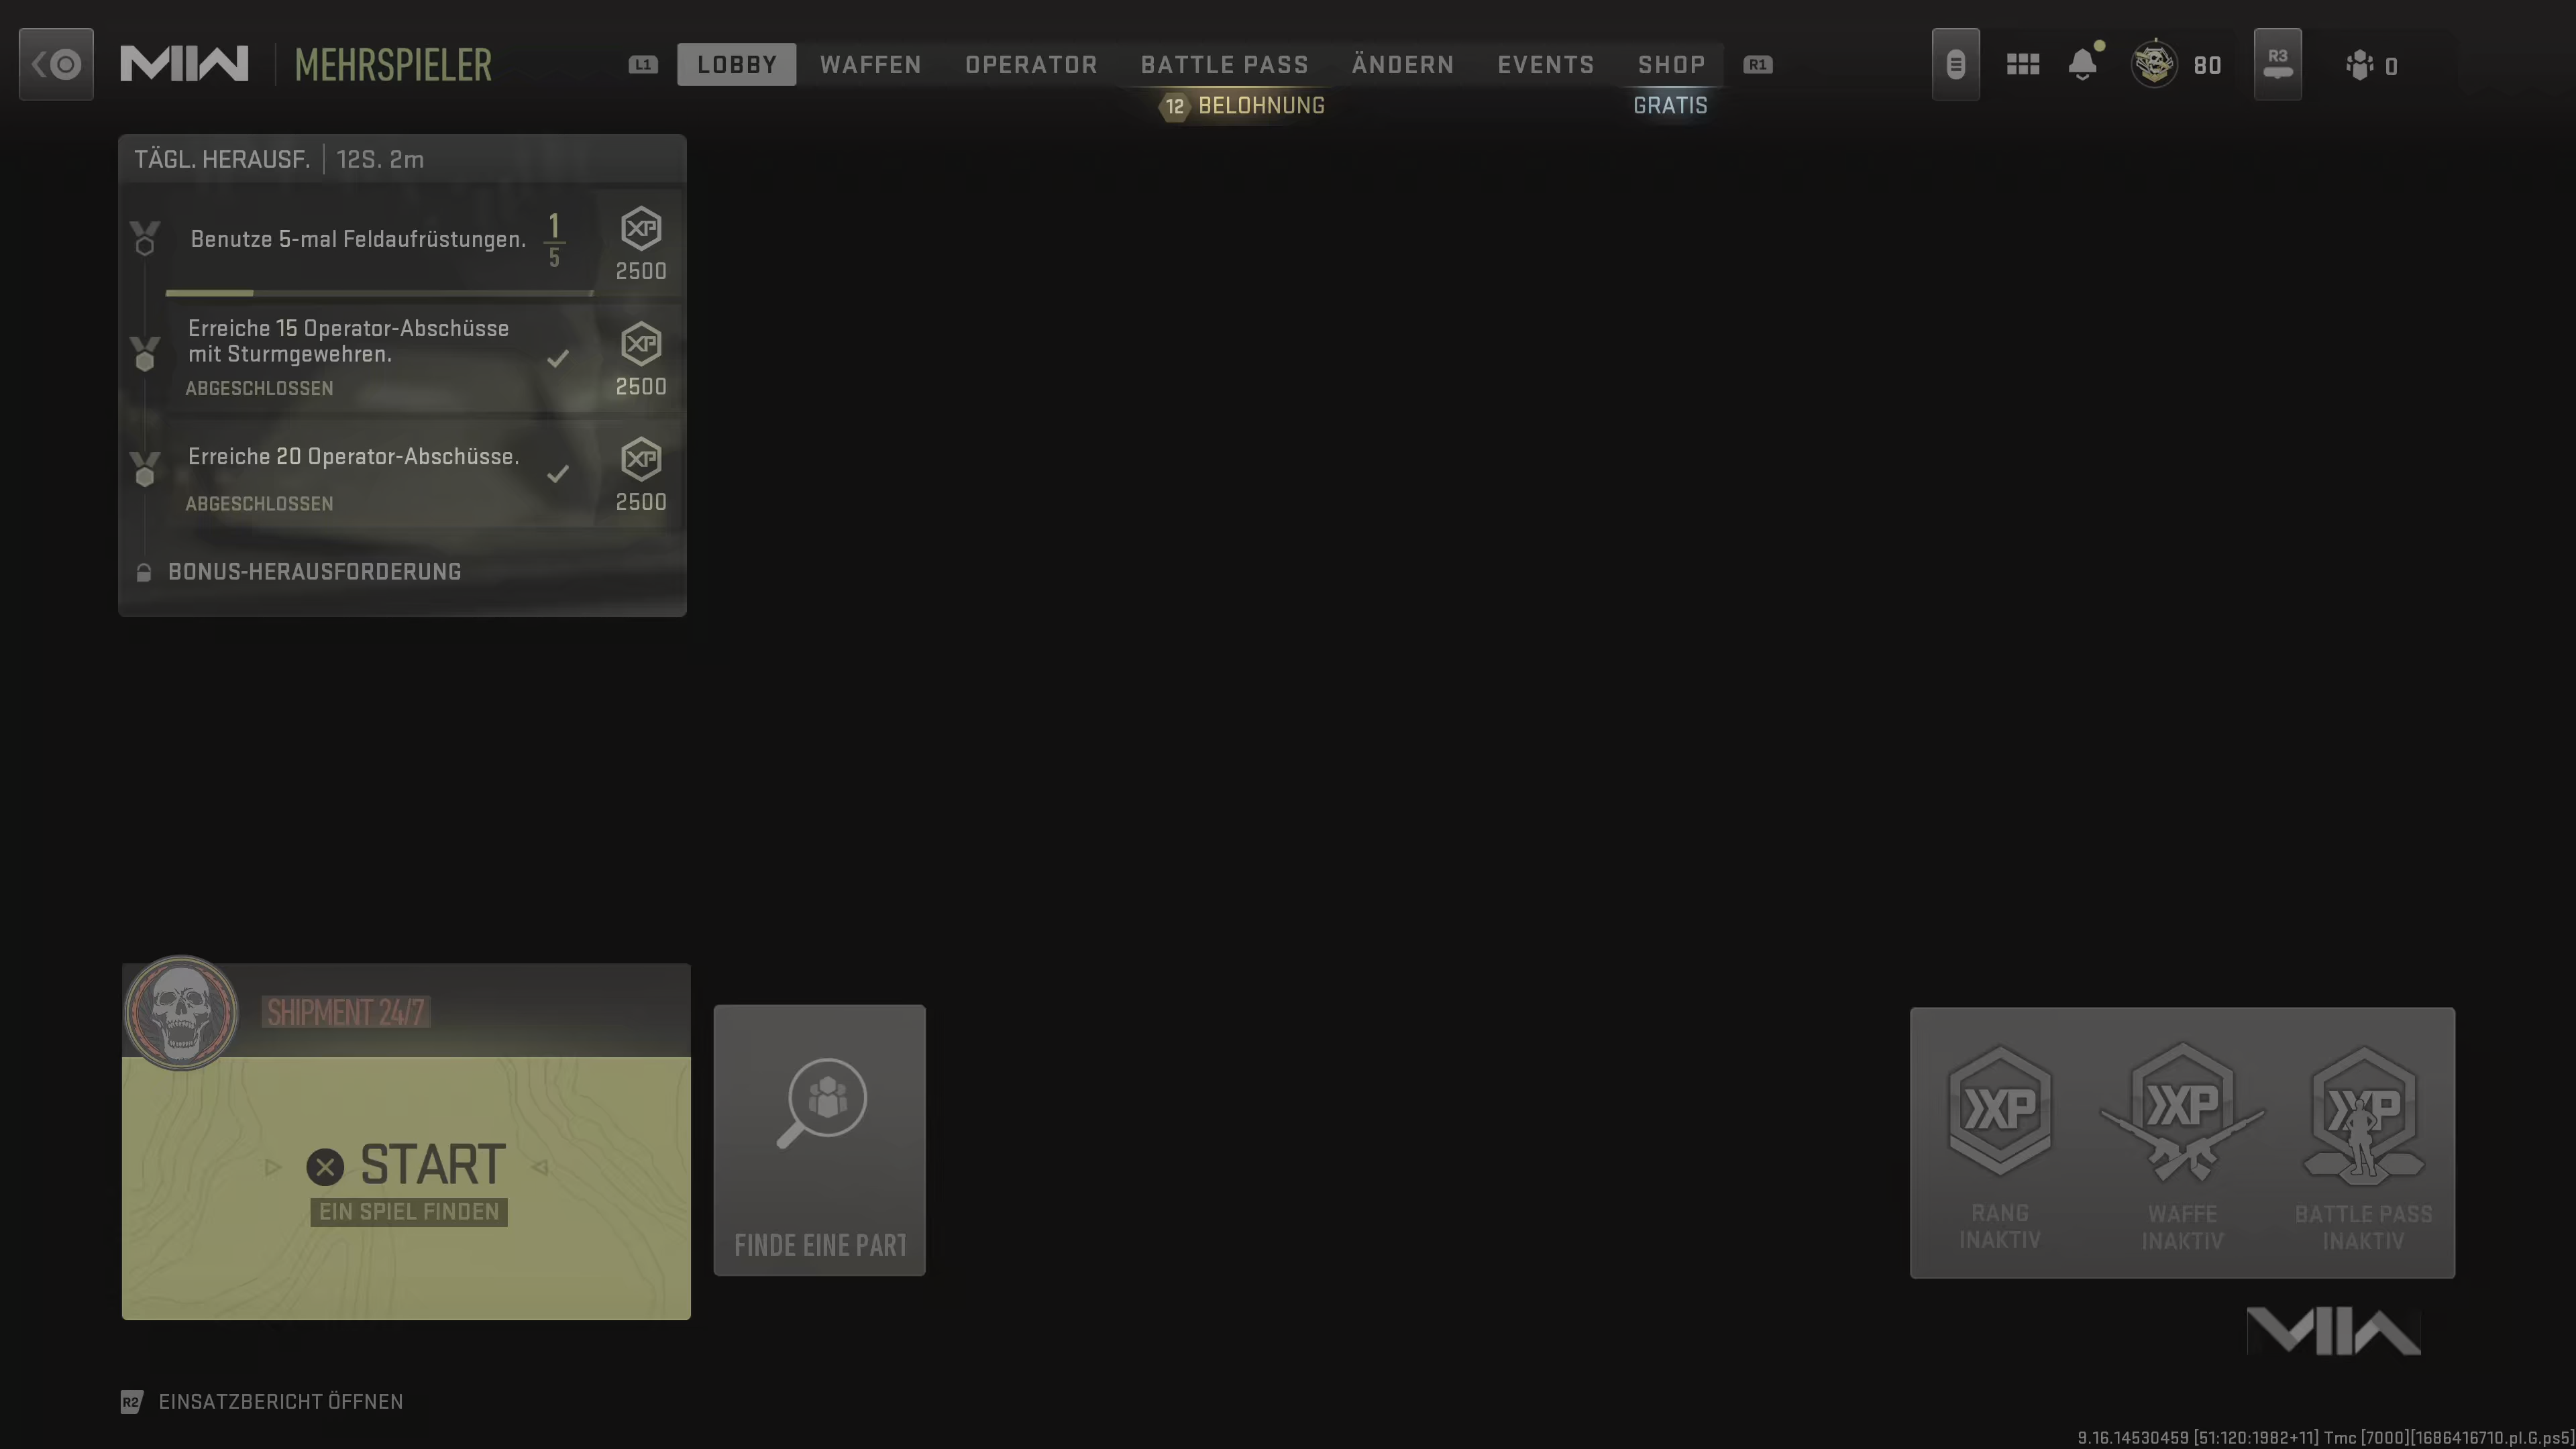 MW
MEHRSPIELER
L1
LOBBY
WAFFEN
OPERATOR
BATTLE PASS
ÄNDERN
EVENTS
SHOP
R1
12 BELOHNUNG
GRATIS
80
R3
0
TÄGL. HERAUSF. 12S. 2m
Benutze 5-mal Feldaufrüstungen.
1
5
XP
2500
Erreiche 15 Operator-Abschüsse
mit Sturmgewehren.
ABGESCHLOSSEN
XP
2500
Erreiche 20 Operator-Abschüsse.
ABGESCHLOSSEN
XP
2500
BONUS-HERAUSFORDERUNG
SHIPMENT 24/7
START
EIN SPIEL FINDEN
FINDE EINE PART
XP
RANG
INAKTIV
XP
WAFFE
INAKTIV
XP
BATTLE PASS
INAKTIV
MW
R2 EINSATZBERICHT ÖFFNEN
9.16.14530459 [51:120:1982+11] Tmc [7000][1686416710.pl.G.ps5]